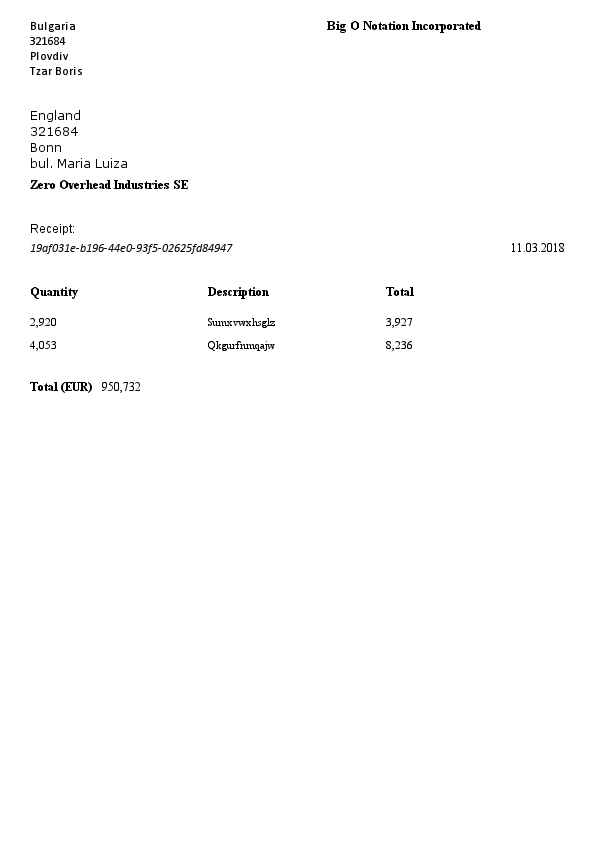 Bulgaria
321684
Plovdiv
Tzar Boris
Big O Notation Incorporated
England
321684
Bonn
bul. Maria Luiza
Zero Overhead Industries SE
Receipt:
19af031e-b196-44e0-93f5-02625fd84947 11.03.2018
Quantity Description Total
2,920 Sumxvwxhsglz 3,927
4,053 Qkgurfnmqajw 8,236
Total (EUR) 950,732